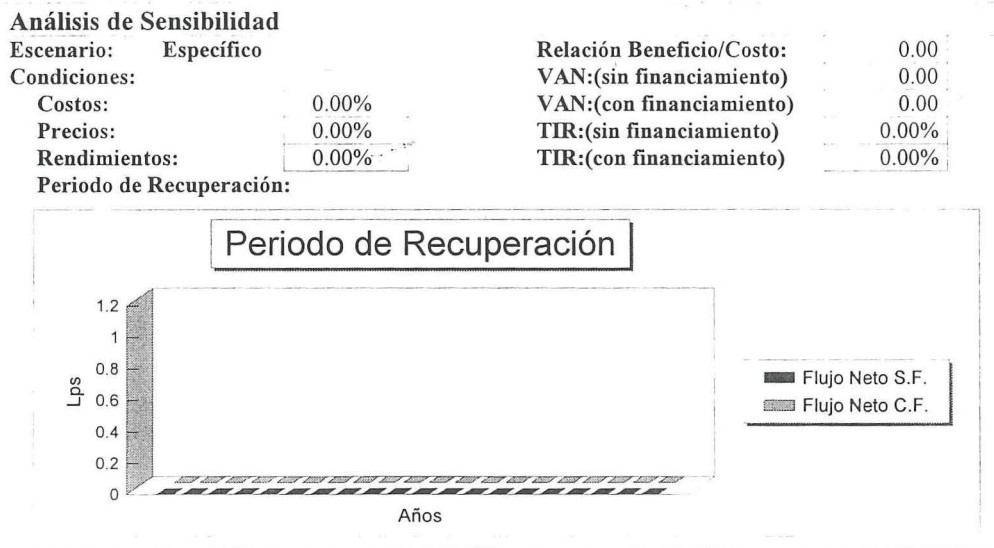 Análisis de Sensibilidad
Escenario: Específico Relación Beneficio/Costo: 0.00
Condiciones: VAN:(sin financiamiento) 0.00
Costos: 0.00% VAN:(con financiamiento) 0.00
Precios: 0.00% TIR:(sin financiamiento) 0.00%
Rendimientos: 0.00% TIR:(con financiamiento) 0.00%
Periodo de Recuperación:
Periodo de Recuperación
1.2
1
0.8
0.6
0.4
0.2
0
Lps
Años
Flujo Neto S.F.
Flujo Neto C.F.